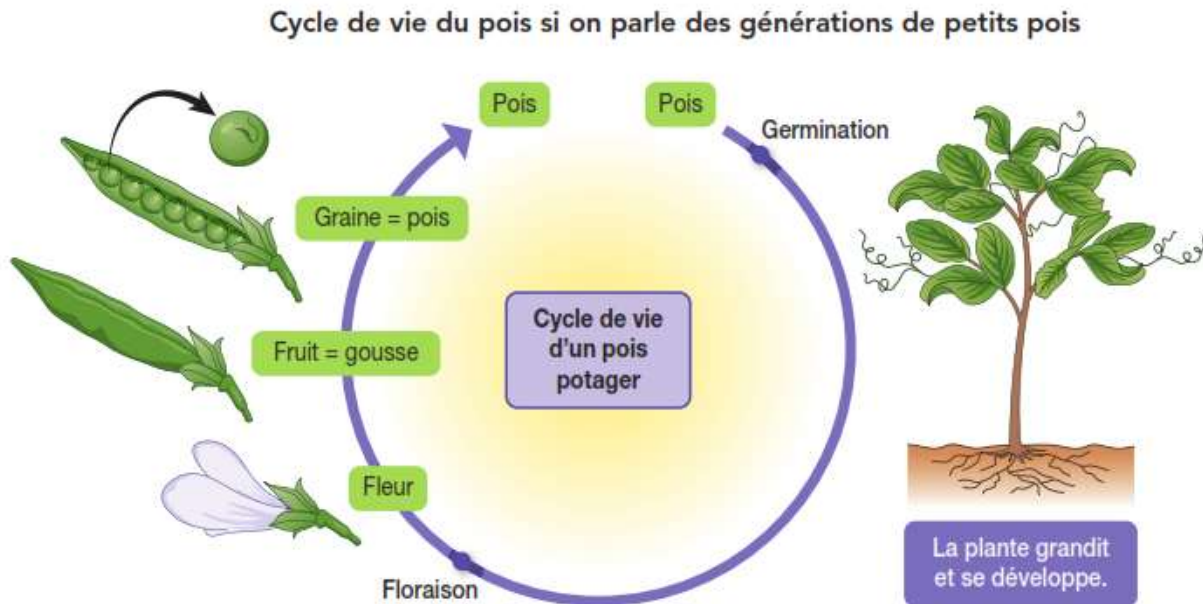 Cycle de vie du pois si on parle des générations de petits pois
Pois
Pois
Germination
Graine = pois
Cycle de vie
d'un pois
potager
Fruit = gousse
Fleur
Floraison
La plante grandit
et se développe.